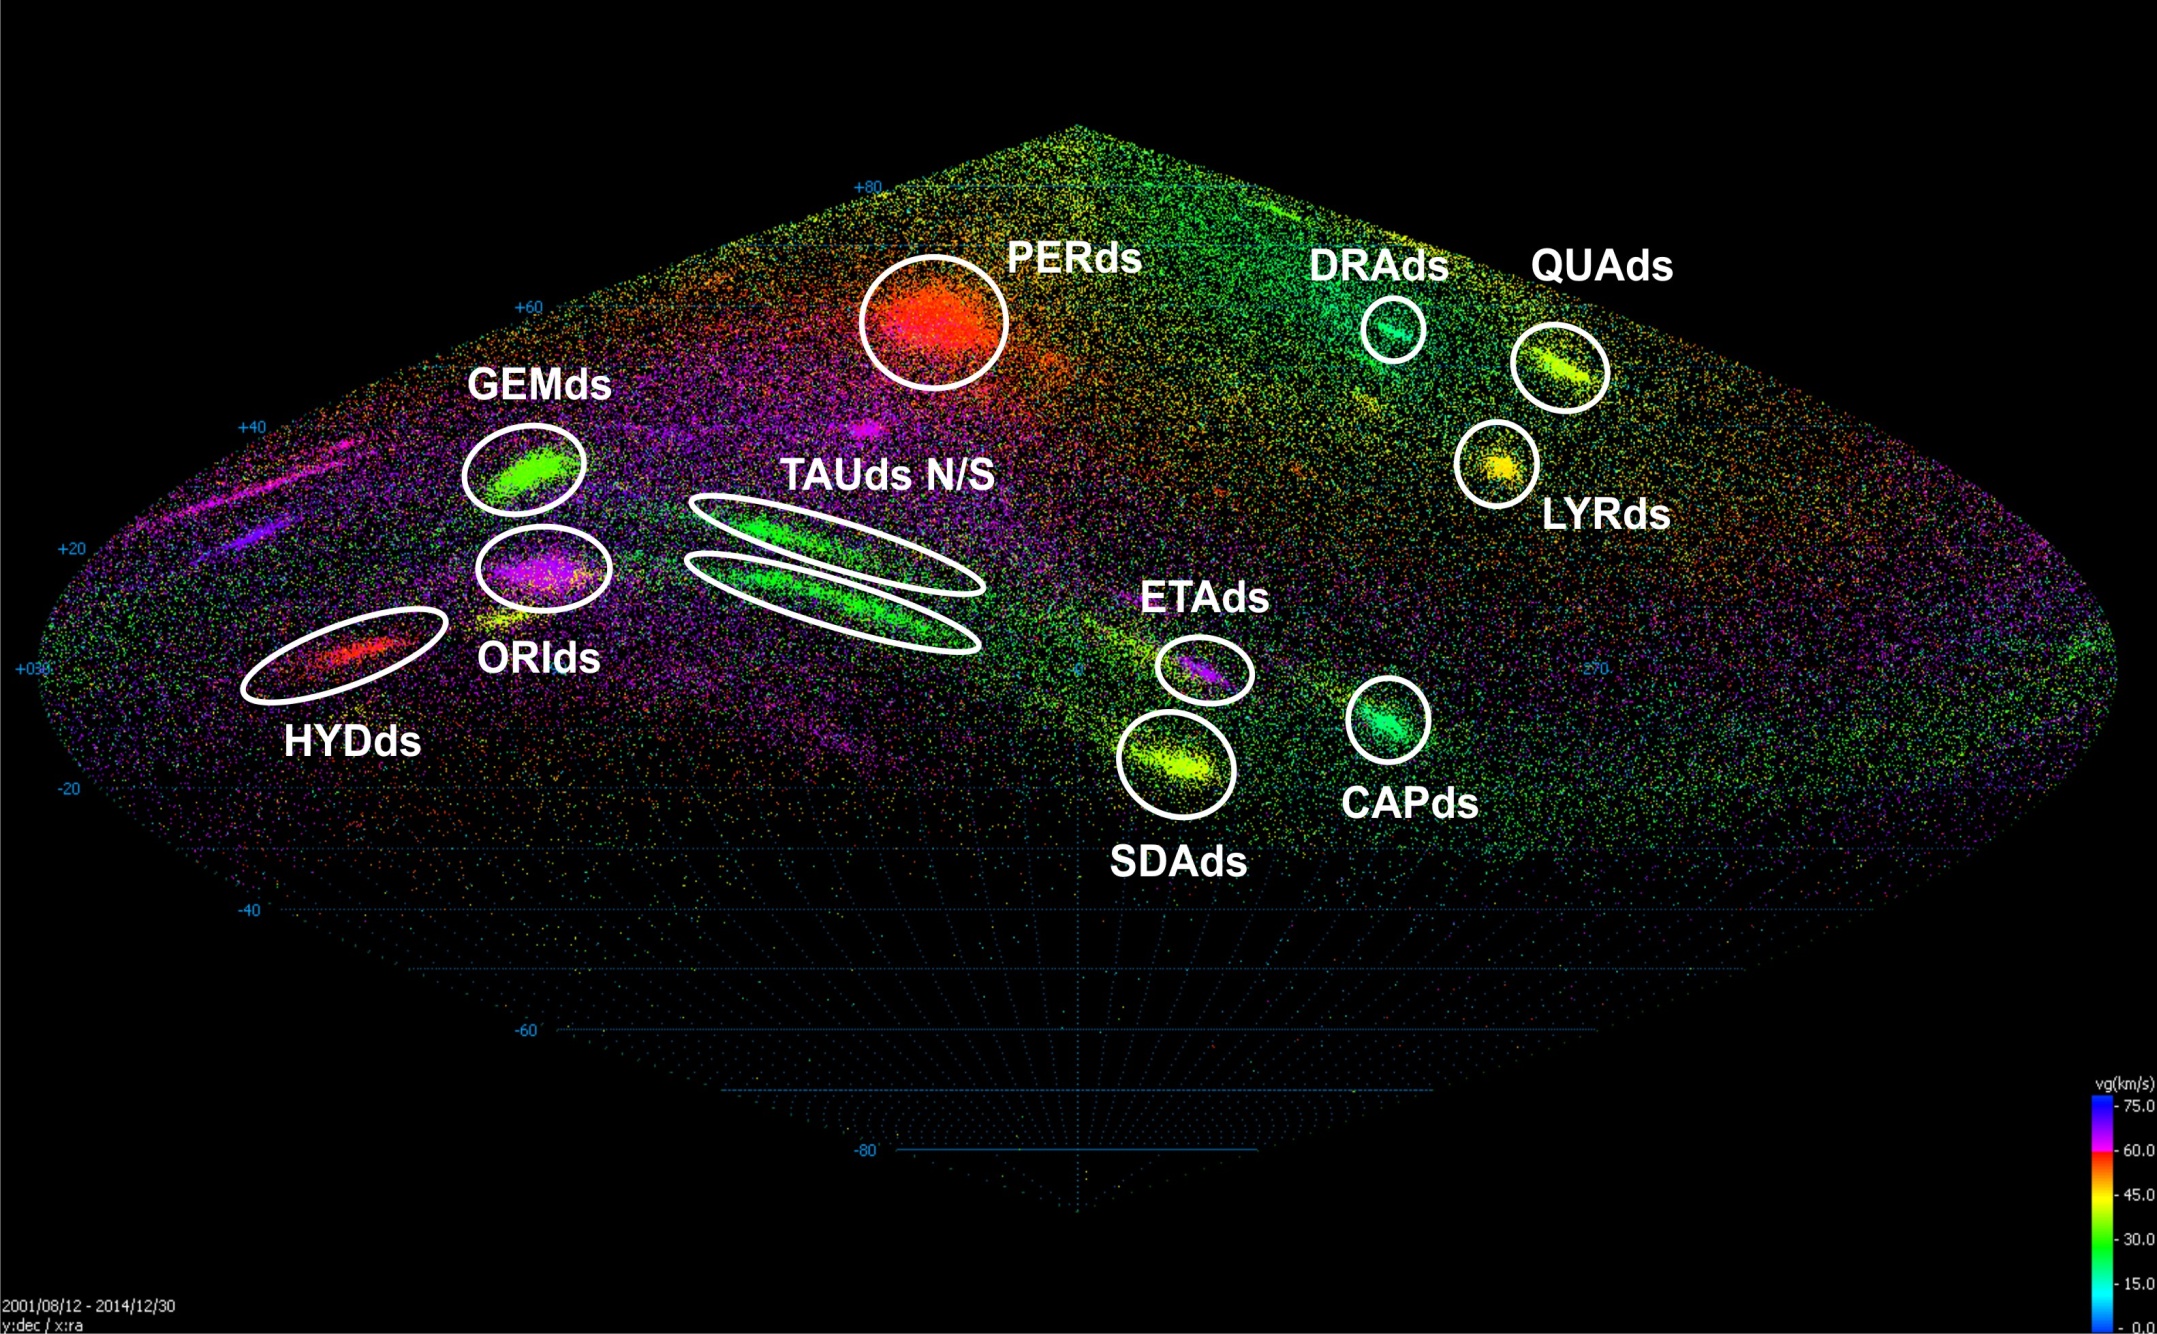 +80
PERds
DRAds
QUAds
+60
GEMds
+40
TAUds N/S
LYRds
+20
ETAds
ORIds
270
HYDds
CAPds
-20
SDAds
-40
-60
-80
vg(km/s)
- 75.0
- 60.0
- 45.0
- 30.0
- 15.0
- 0.0
2001/08/12 - 2014/12/30
y:dec / x:ra